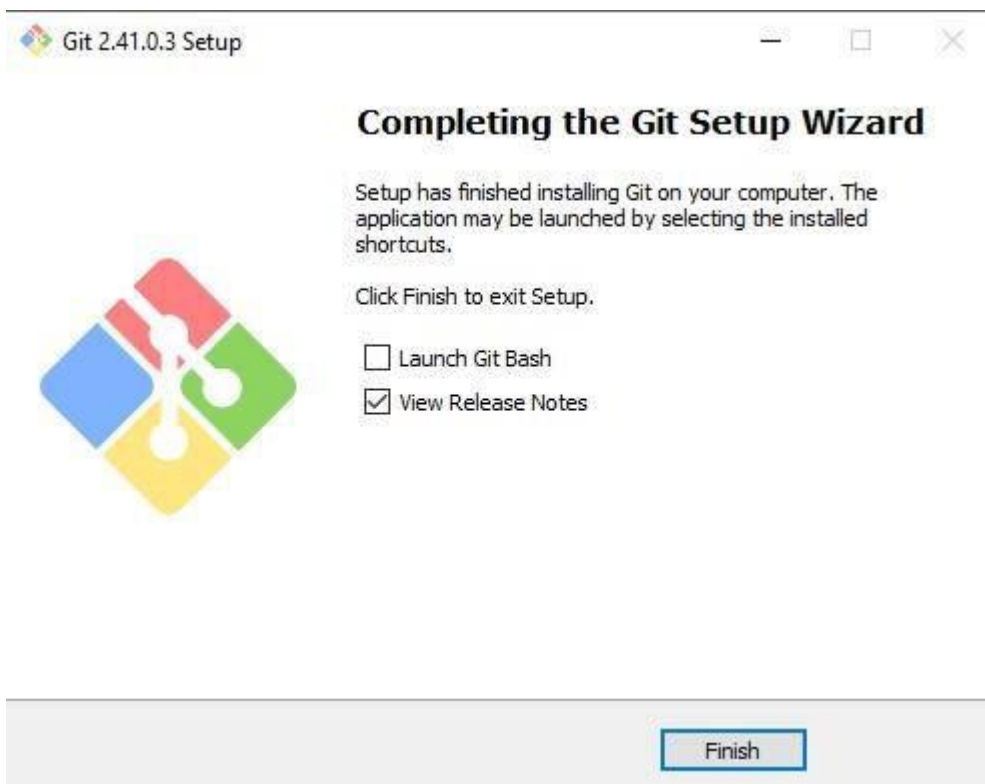 Git 2.41.0.3 Setup
Completing the Git Setup Wizard
Setup has finished installing Git on your computer. The
application may be launched by selecting the installed
shortcuts.
Click Finish to exit Setup.
Launch Git Bash
View Release Notes
Finish